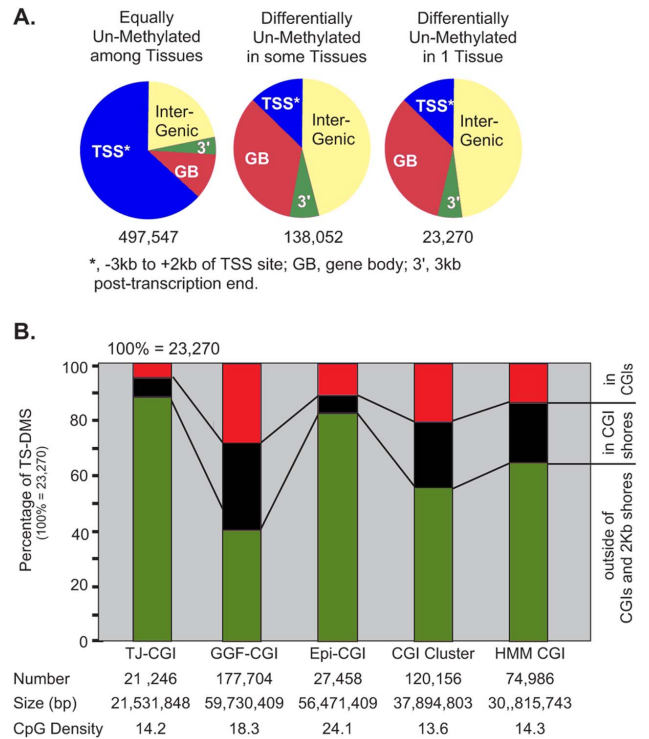 A.
Equally
Un-Methylated
among Tissues
Differentially
Un-Methylated
in some Tissues
Differentially
Un-Methylated
in 1 Tissue
TSS*
Inter-
Genic
3'
GB
TSS*
Inter-
Genic
GB
3'
TSS*
Inter-
Genic
GB
3'
497,547 138,052 23,270
*, -3kb to +2kb of TSS site; GB, gene body; 3', 3kb
post-transcription end.
B.
100% = 23,270
Percentage of TS-DMS
(100% = 23,270)
100
80
60
40
20
0
in
CGIs
in CGI
shores
outside of
CGIs and 2Kb shores
TJ-CGI GGF-CGI Epi-CGI CGI Cluster HMM CGI
Number 21 ,246 177,704 27,458 120,156 74,986
Size (bp) 21,531,848 59,730,409 56,471,409 37,894,803 30,,815,743
CpG Density 14.2 18.3 24.1 13.6 14.3